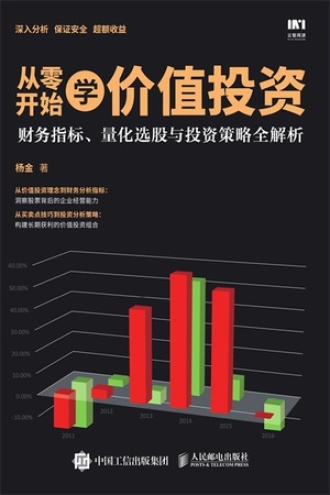 深入分析 保证安全 超额收益
从零开始学价值投资
财务指标、量化选股与投资策略全解析
杨金 著
从价值投资理念到财务分析指标：
洞察股票背后的企业经营能力
从买卖点技巧到投资分析策略：
构建长期获利的价值投资组合
60.00%
50.00%
40.00%
30.00%
20.00%
10.00%
0.00%
-10.00%
2011
2012
2013
2014
2015
2016
中国工信出版集团
人民邮电出版社
POSTS & TELECOM PRESS